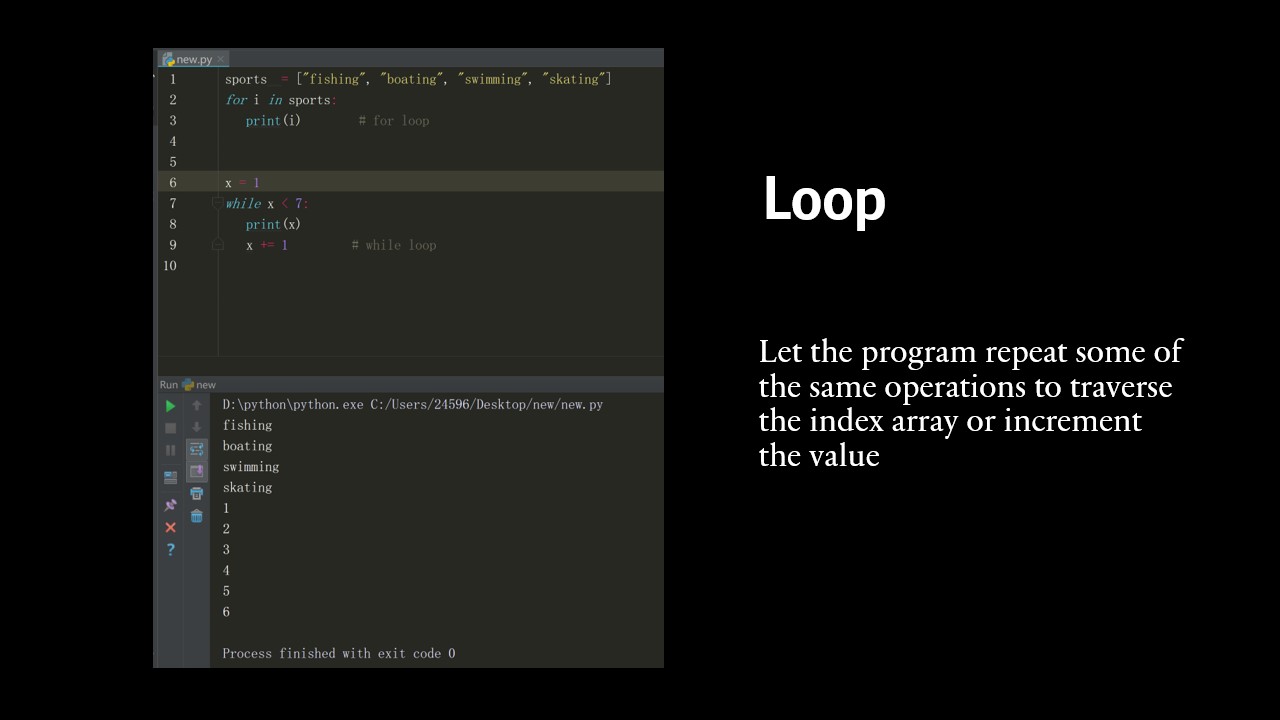 new.py
1 sports = ["fishing", "boating", "swimming", "skating"]
2 for i in sports:
3 print(i) # for loop
4
5
6 x = 1
7 while x < 7:
8 print(x)
9 x += 1 # while loop
10
Run new
D:\python\python.exe C:/Users/24596/Desktop/new/new.py
fishing
boating
swimming
skating
1
2
3
4
5
6
Process finished with exit code 0
Loop
Let the program repeat some of
the same operations to traverse
the index array or increment
the value